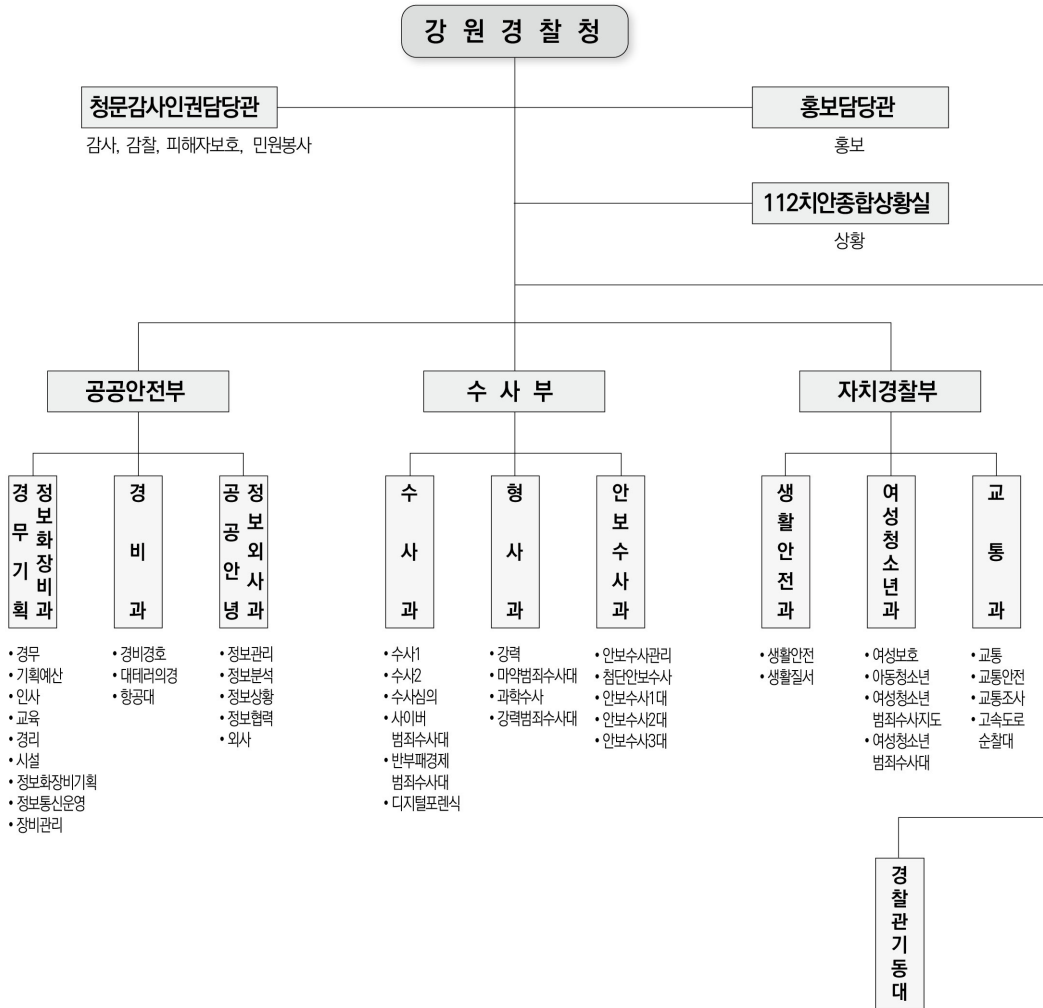 강원경찰청
청문감사인권담당관
감사, 감찰, 피해자보호, 민원봉사
홍보담당관
홍보
112치안종합상황실
상황
공공안전부
수사부
자치경찰부
경무기획
정보화장비과
경비과
공공안녕
정보외사과
수사과
형사과
안보수사과
생활안전과
여성청소년과
교통과
• 경무
• 기획예산
• 인사
• 교육
• 경리
• 시설
• 정보화장비기획
• 정보통신운영
• 장비관리
• 경비경호
• 대테러의경
• 항공대
• 정보관리
• 정보분석
• 정보상황
• 정보협력
• 외사
• 수사1
• 수사2
• 수사심의
• 사이버
범죄수사대
• 반부패경제
범죄수사대
• 디지털포렌식
• 강력
• 마약범죄수사대
• 과학수사
• 강력범죄수사대
• 안보수사관리
• 첨단안보수사
• 안보수사1대
• 안보수사2대
• 안보수사3대
• 생활안전
• 생활질서
• 여성보호
• 아동청소년
• 여성청소년
범죄수사지도
• 여성청소년
범죄수사대
• 교통
• 교통안전
• 교통조사
• 고속도로
순찰대
경찰관기동대